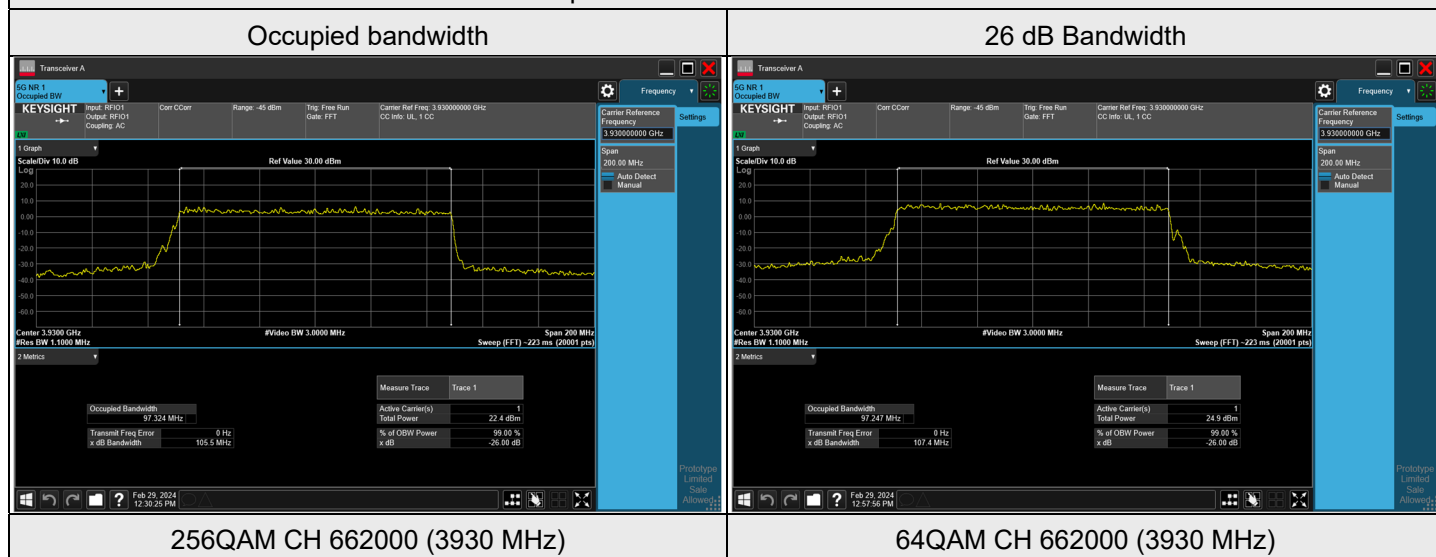 Occupied bandwidth
26 dB Bandwidth
Transceiver A
5G NR 1
Occupied BW
+
Frequency
KEYSIGHT
Input: RFIO1
Output: RFIO1
Coupling: AC
Corr CCorr
Range: -45 dBm
Trig: Free Run
Gate: FFT
Carrier Ref Freq: 3.930000000 GHz
CC Info: UL, 1 CC
LXI
Carrier Reference
Frequency
3.930000000 GHz
Settings
Span
200.00 MHz
Auto Detect
Manual
1 Graph
Scale/Div 10.0 dB
Ref Value 30.00 dBm
Log
20.0
10.0
0.00
-10.0
-20.0
-30.0
-40.0
-50.0
-60.0
Center 3.9300 GHz
#Video BW 3.0000 MHz
Span 200 MHz
#Res BW 1.1000 MHz
Sweep (FFT) ~223 ms (20001 pts)
2 Metrics
Measure Trace
Trace 1
Occupied Bandwidth
97.324 MHz
Active Carrier(s)
1
Total Power
22.4 dBm
Transmit Freq Error
0 Hz
x dB Bandwidth
105.5 MHz
% of OBW Power
99.00 %
x dB
-26.00 dB
Prototype
Limited
Sale
Allowed
?
Feb 29, 2024
12:30:25 PM
Transceiver A
5G NR 1
Occupied BW
+
Frequency
KEYSIGHT
Input: RFIO1
Output: RFIO1
Coupling: AC
Corr CCorr
Range: -45 dBm
Trig: Free Run
Gate: FFT
Carrier Ref Freq: 3.930000000 GHz
CC Info: UL, 1 CC
LXI
Carrier Reference
Frequency
3.930000000 GHz
Settings
Span
200.00 MHz
Auto Detect
Manual
1 Graph
Scale/Div 10.0 dB
Ref Value 30.00 dBm
Log
20.0
10.0
0.00
-10.0
-20.0
-30.0
-40.0
-50.0
-60.0
Center 3.9300 GHz
#Video BW 3.0000 MHz
Span 200 MHz
#Res BW 1.1000 MHz
Sweep (FFT) ~223 ms (20001 pts)
2 Metrics
Measure Trace
Trace 1
Occupied Bandwidth
97.247 MHz
Active Carrier(s)
1
Total Power
24.9 dBm
Transmit Freq Error
0 Hz
x dB Bandwidth
107.4 MHz
% of OBW Power
99.00 %
x dB
-26.00 dB
Prototype
Limited
Sale
Allowed
?
Feb 29, 2024
12:57:56 PM
256QAM CH 662000 (3930 MHz)
64QAM CH 662000 (3930 MHz)